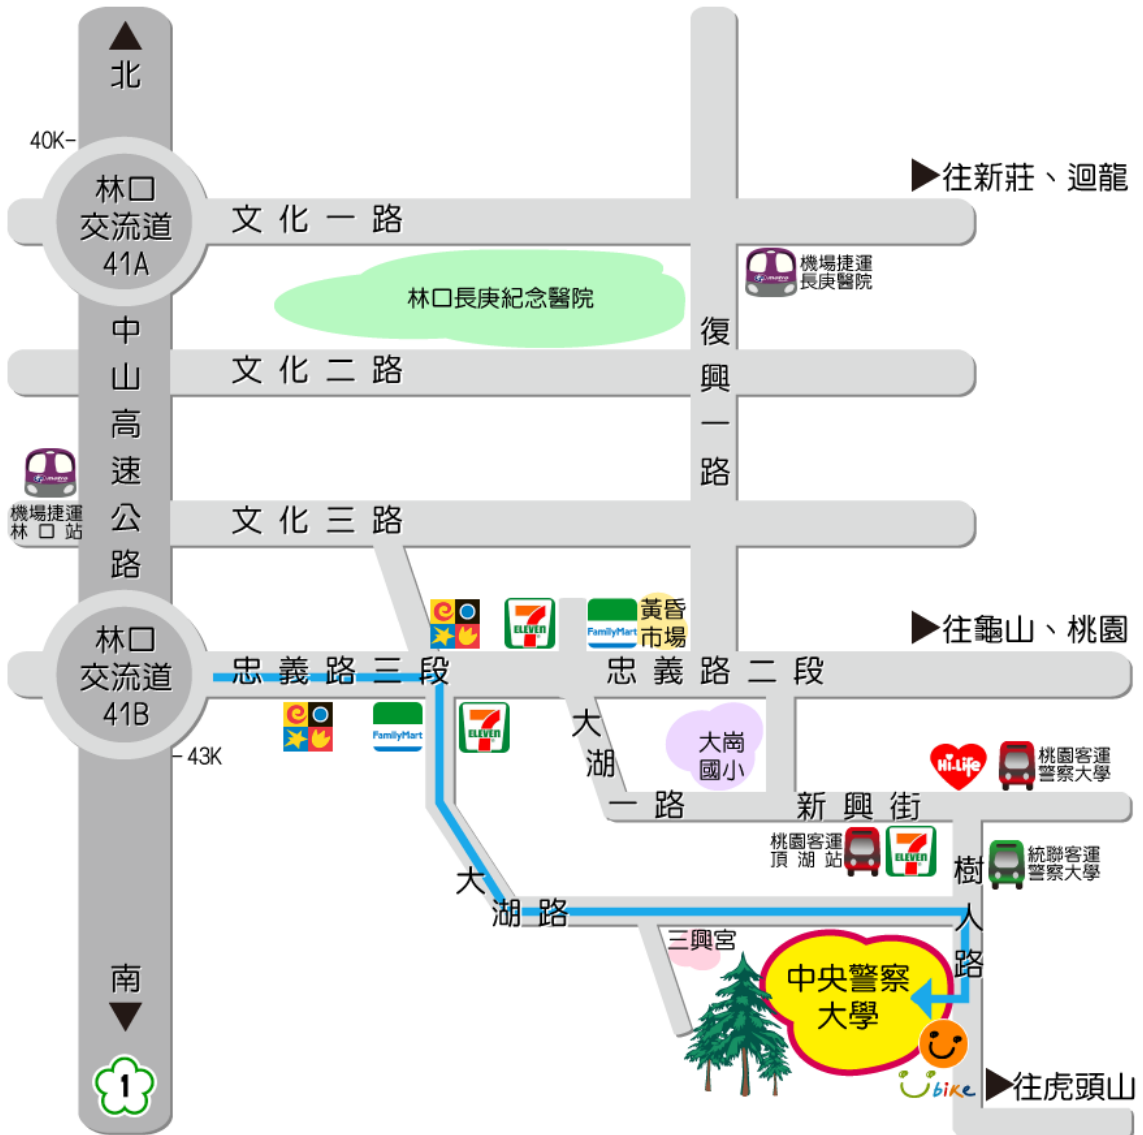 北
40K
林口
交流道
41A
文化一路
往新莊、迴龍
機場捷運
長庚醫院
林口長庚紀念醫院
復興一路
文化二路
中山高速公路
機場捷運
林口站
文化三路
7
ELEVEN
FamilyMart
黃昏
市場
往龜山、桃園
林口
交流道
41B
忠義路三段
忠義路二段
43K
FamilyMart
7
ELEVEN
大湖
一路
大崗
國小
Hi-Life
桃園客運
警察大學
新興街
桃園客運
頂湖站
7
ELEVEN
統聯客運
警察大學
樹人路
大湖路
三興宮
中央警察
大學
南
1
Ubike
往虎頭山